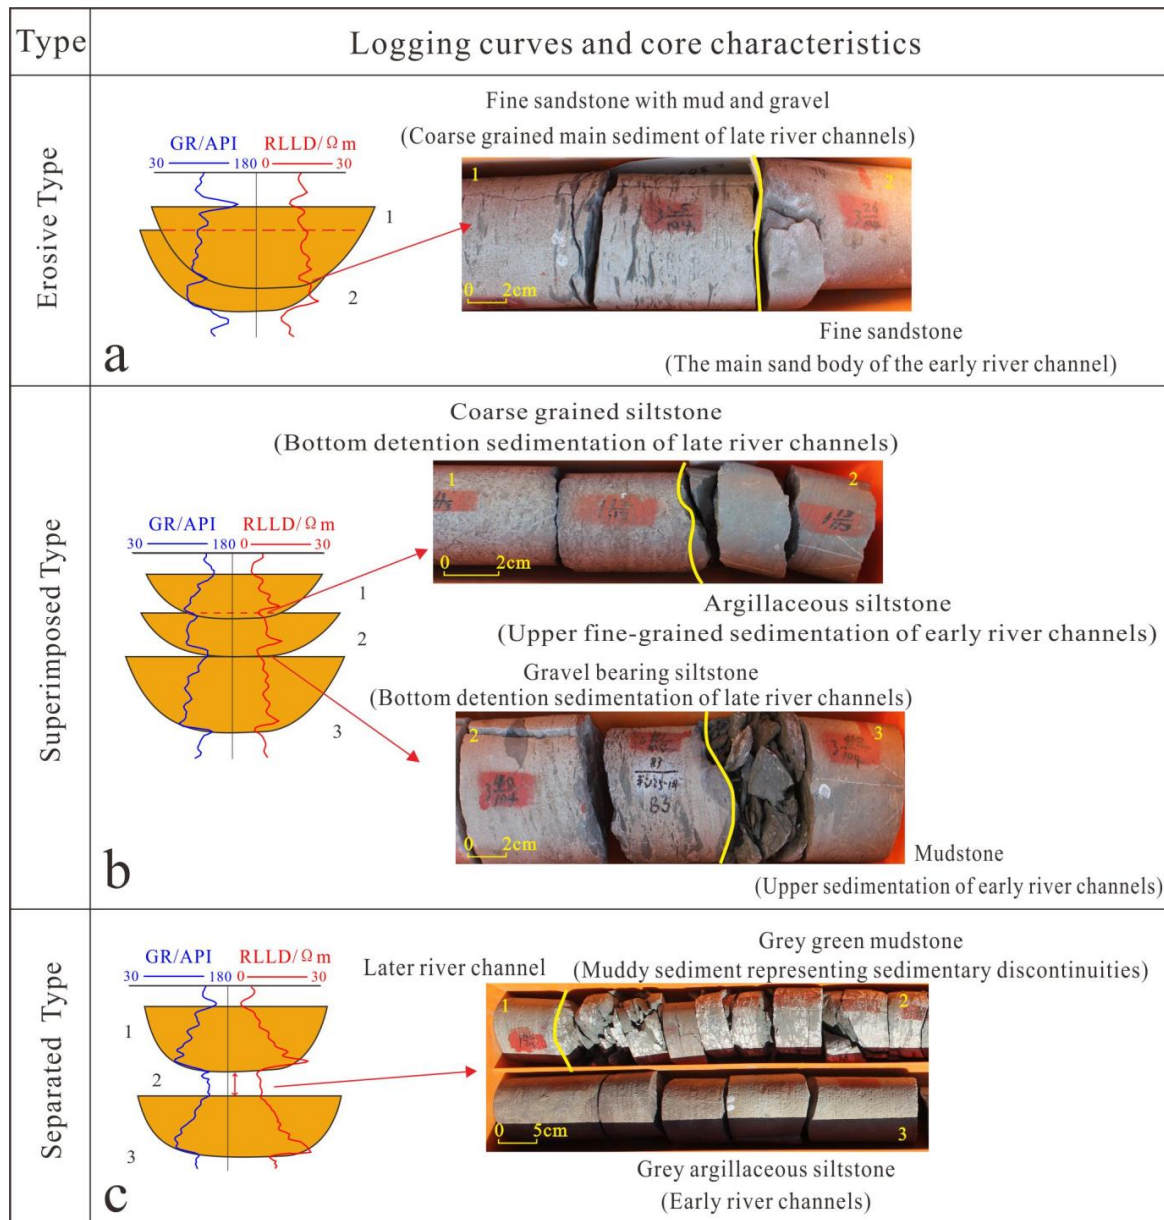 Type
Logging curves and core characteristics
Erosive Type
GR/API
RLLD/Ωm
30
180
0
30
1
2
Fine sandstone with mud and gravel
(Coarse grained main sediment of late river channels)
1
2
0 2cm
Fine sandstone
(The main sand body of the early river channel)
a
Superimposed Type
Coarse grained siltstone
(Bottom detention sedimentation of late river channels)
1
2
0 2cm
GR/API
RLLD/Ωm
30
180
0
30
1
2
3
Argillaceous siltstone
(Upper fine-grained sedimentation of early river channels)
Gravel bearing siltstone
(Bottom detention sedimentation of late river channels)
2
3
83
B3
0 2cm
Mudstone
(Upper sedimentation of early river channels)
b
Separated Type
GR/API
RLLD/Ωm
30
180
0
30
1
2
3
Later river channel
Grey green mudstone
(Muddy sediment representing sedimentary discontinuities)
1
2
3
0 5cm
Grey argillaceous siltstone
(Early river channels)
c